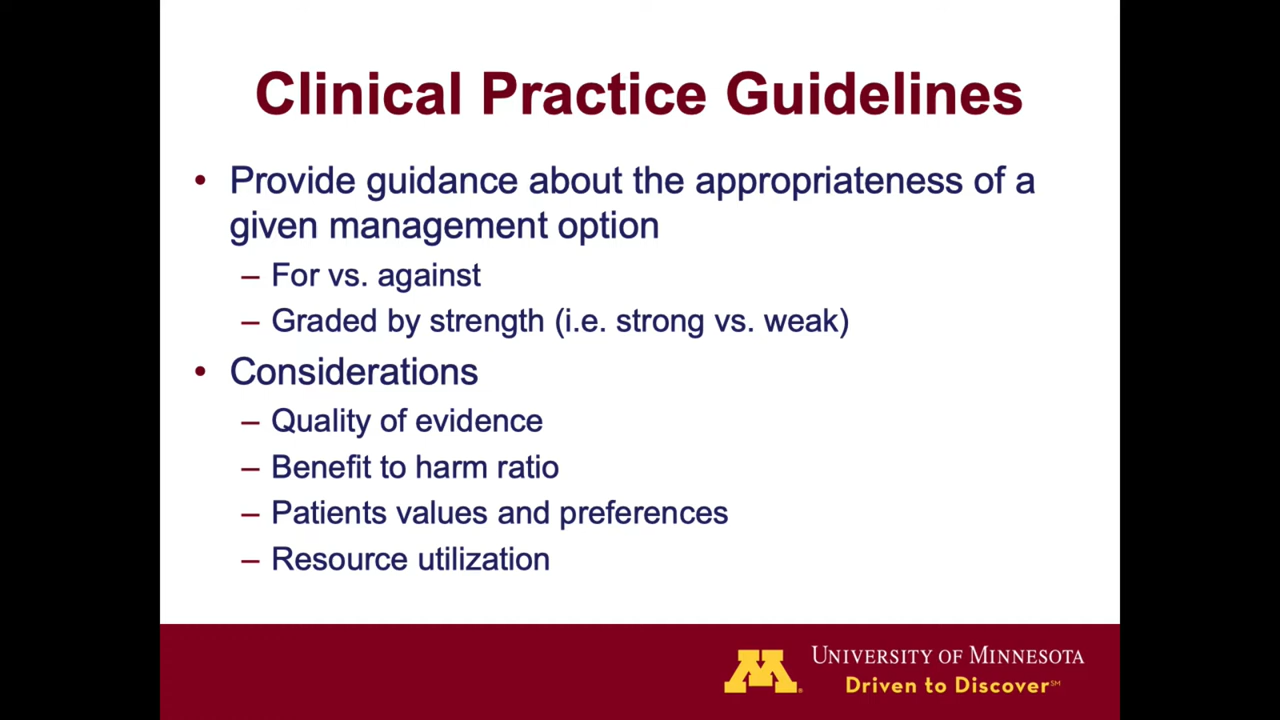 Clinical Practice Guidelines
• Provide guidance about the appropriateness of a
given management option
– For vs. against
– Graded by strength (i.e. strong vs. weak)
• Considerations
– Quality of evidence
– Benefit to harm ratio
– Patients values and preferences
– Resource utilization
M
UNIVERSITY OF MINNESOTA
Driven to Discover℠